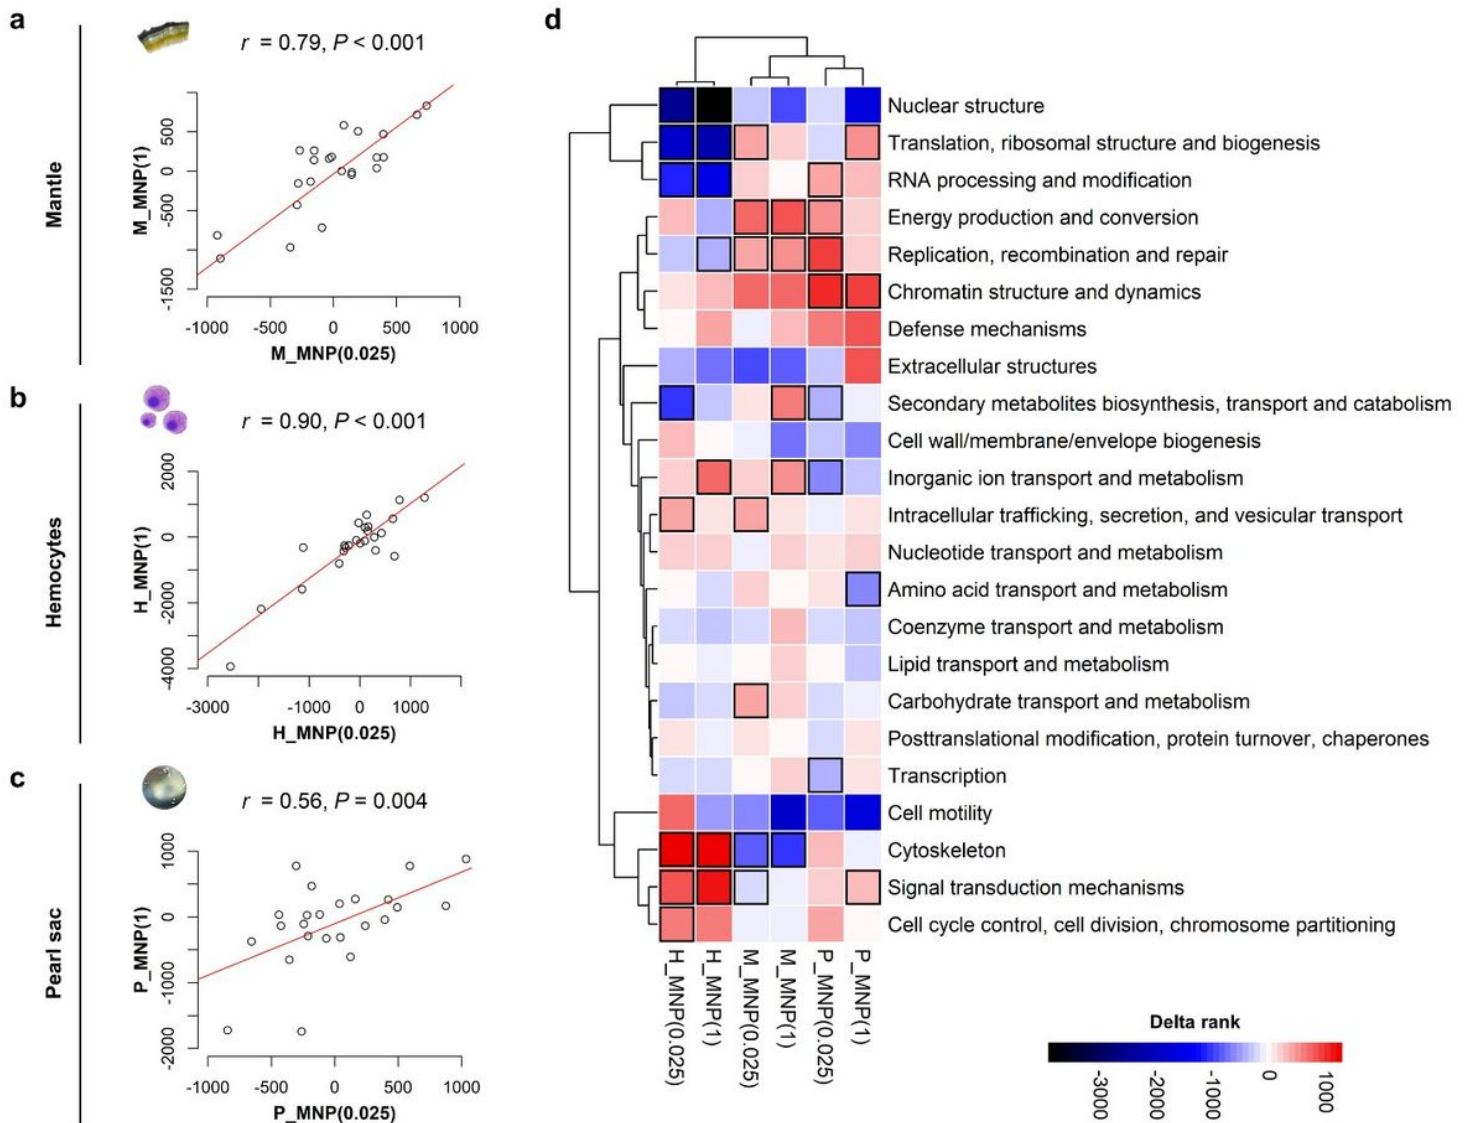 a
r = 0.79, P < 0.001
Mantle
M_MNP(1)
500
0
-500
-1500
-1000
-500
0
500
1000
M_MNP(0.025)
b
r = 0.90, P < 0.001
Hemocytes
H_MNP(1)
2000
0
-2000
-4000
-3000
-1000
0
1000
H_MNP(0.025)
c
r = 0.56, P = 0.004
Pearl sac
P_MNP(1)
1000
0
-1000
-2000
-1000
-500
0
500
1000
P_MNP(0.025)
d
Nuclear structure
Translation, ribosomal structure and biogenesis
RNA processing and modification
Energy production and conversion
Replication, recombination and repair
Chromatin structure and dynamics
Defense mechanisms
Extracellular structures
Secondary metabolites biosynthesis, transport and catabolism
Cell wall/membrane/envelope biogenesis
Inorganic ion transport and metabolism
Intracellular trafficking, secretion, and vesicular transport
Nucleotide transport and metabolism
Amino acid transport and metabolism
Coenzyme transport and metabolism
Lipid transport and metabolism
Carbohydrate transport and metabolism
Posttranslational modification, protein turnover, chaperones
Transcription
Cell motility
Cytoskeleton
Signal transduction mechanisms
Cell cycle control, cell division, chromosome partitioning
H_MNP(0.025)
H_MNP(1)
M_MNP(0.025)
M_MNP(1)
P_MNP(0.025)
P_MNP(1)
Delta rank
-3000
-2000
-1000
0
1000